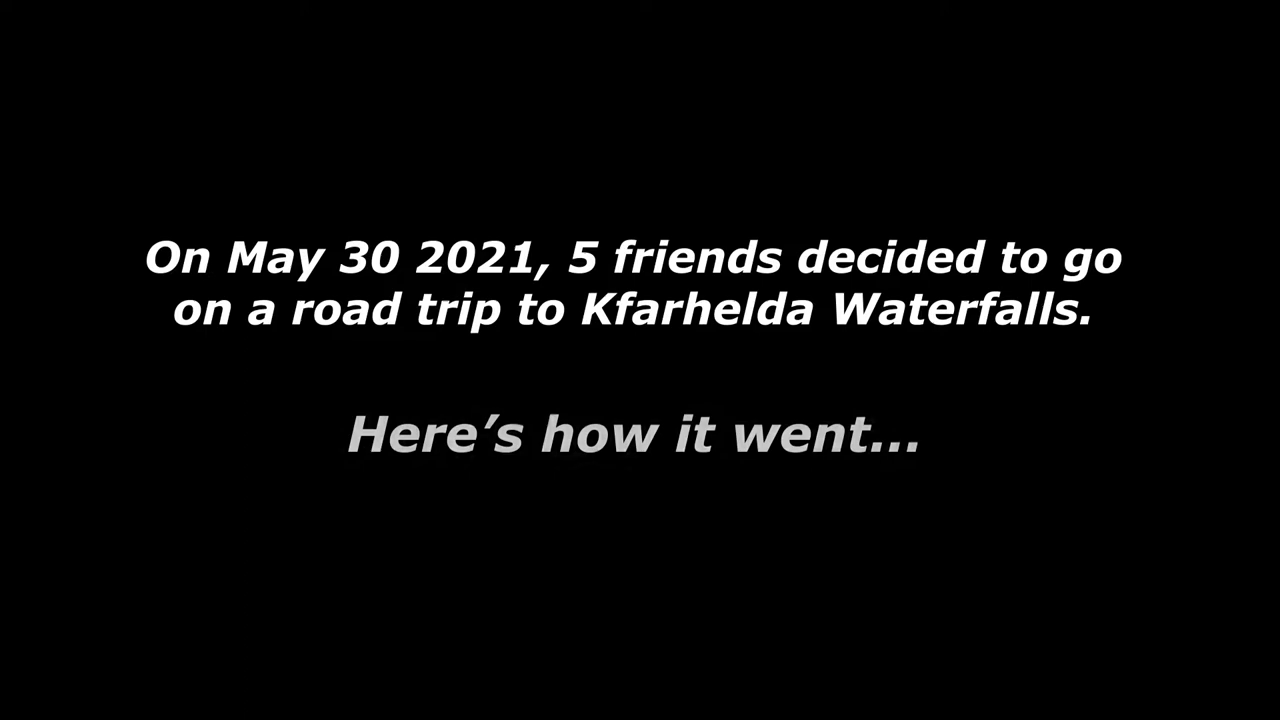 On May 30 2021, 5 friends decided to go
on a road trip to Kfarhelda Waterfalls.
Here’s how it went...